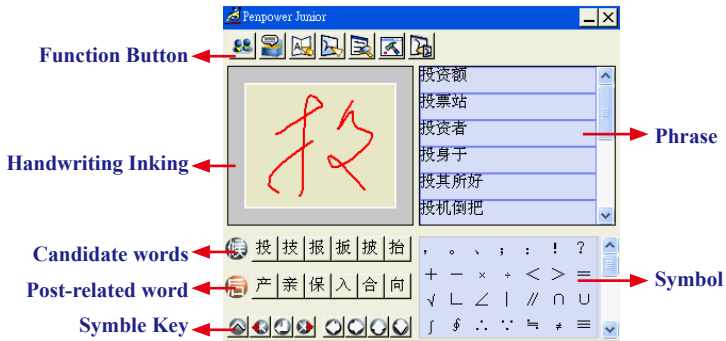 Penpower Junior
Function Button
投资额
投票站
投资者
投身于
投其所好
投机倒把
Phrase
Handwriting Inking
投
Candidate words
候 投 技 报 扳 披 抬
Post-related word
后 产 亲 保 入 合 向
Symble Key
， 。 、 ； ： ！ ？
＋ － × ÷ ＜ ＞ ＝
√ ∟ ∠ ∣ ∥ ∩ ∪
∫ ∮ ∴ ∵ ≒ ≠ ≡
Symbol